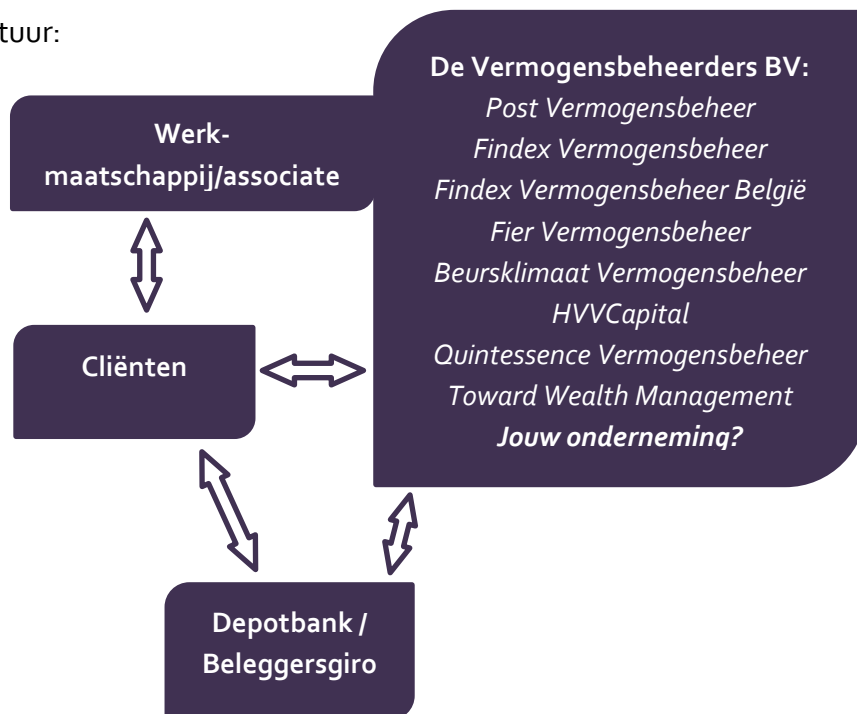 tuur:
De Vermogensbeheerders BV:
Post Vermogensbeheer
Findex Vermogensbeheer
Findex Vermogensbeheer België
Fier Vermogensbeheer
Beursklimaat Vermogensbeheer
HVVCapital
Quintessence Vermogensbeheer
Toward Wealth Management
Jouw onderneming?
Werk-
maatschappij/associate
Cliënten
Depotbank /
Beleggersgiro